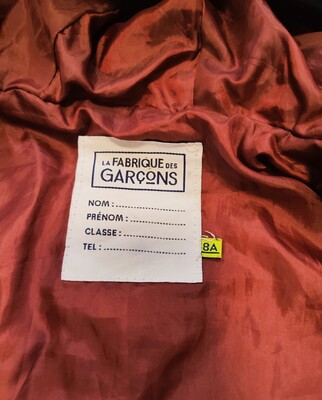 LA FABRIQUE DES
GARÇONS
NOM : ........................
PRÉNOM : ........................
CLASSE : ........................
TEL : ........................
8A